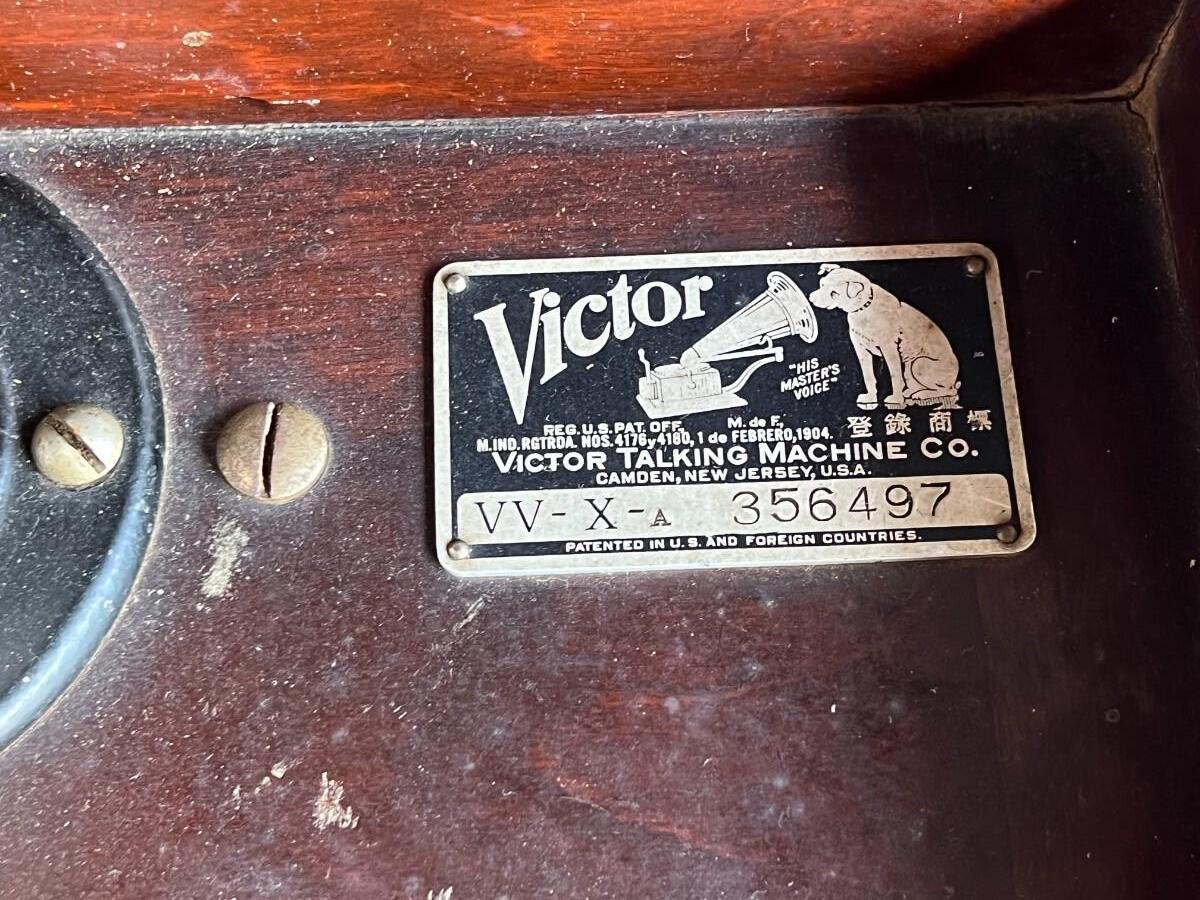 Victor
"HIS
MASTER'S
VOICE"
REG. U.S. PAT. OFF. M. de F.,
M. IND. RGTRDA. NOS. 4176 y 4180, 1 de FEBRERO, 1904.
登錄商標
VICTOR TALKING MACHINE CO.
CAMDEN, NEW JERSEY, U.S.A.
VV-X-A 356497
PATENTED IN U.S. AND FOREIGN COUNTRIES.